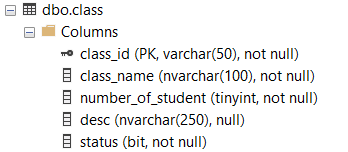 dbo.class
Columns
class_id (PK, varchar(50), not null)
class_name (nvarchar(100), not null)
number_of_student (tinyint, not null)
desc (nvarchar(250), null)
status (bit, not null)